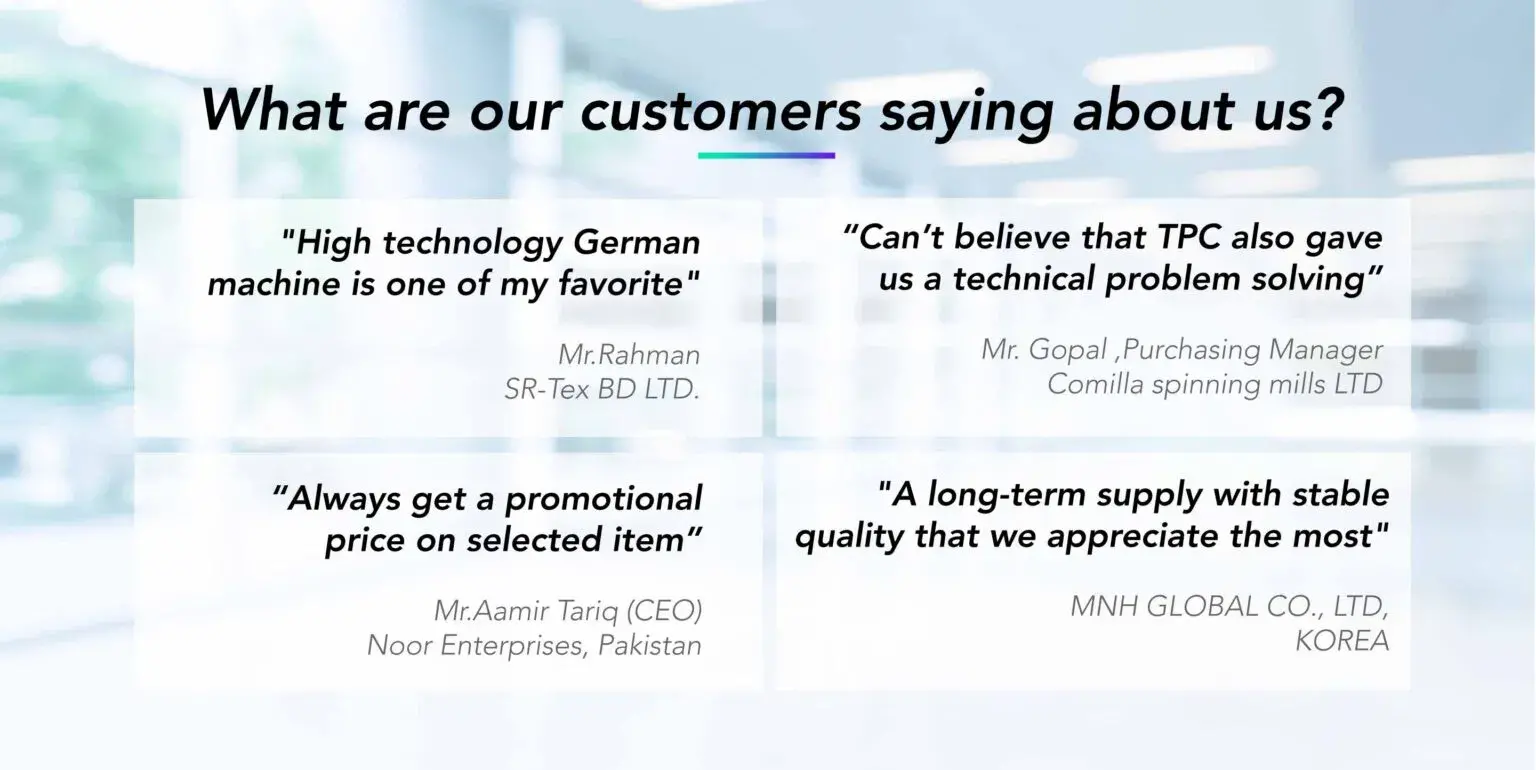 What are our customers saying about us?
"High technology German
machine is one of my favorite"
Mr.Rahman
SR-Tex BD LTD.
“Can’t believe that TPC also gave
us a technical problem solving”
Mr. Gopal ,Purchasing Manager
Comilla spinning mills LTD
“Always get a promotional
price on selected item”
Mr.Aamir Tariq (CEO)
Noor Enterprises, Pakistan
"A long-term supply with stable
quality that we appreciate the most"
MNH GLOBAL CO., LTD,
KOREA